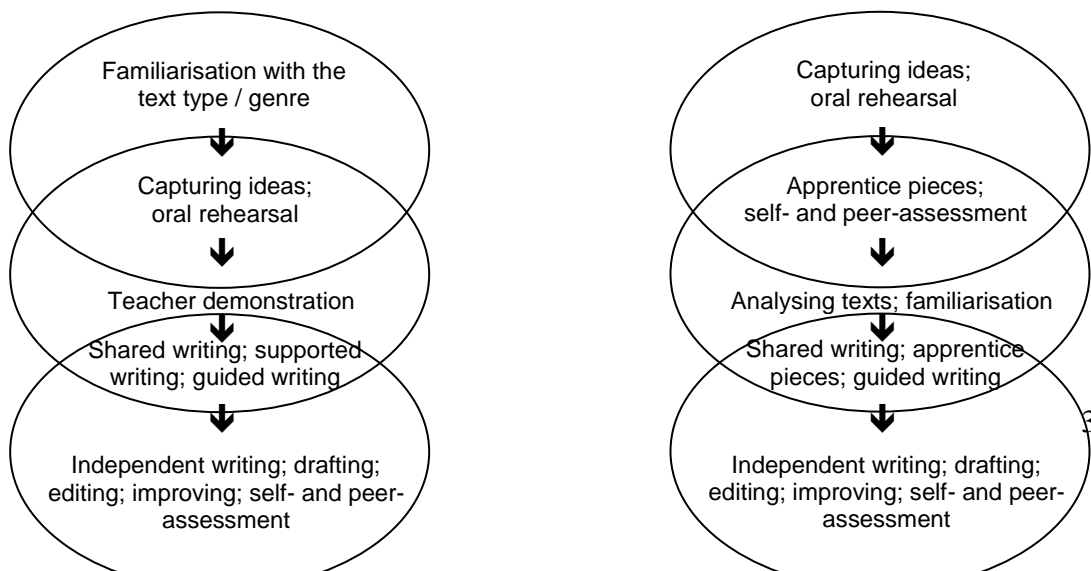 Familiarisation with the
text type / genre
Capturing ideas;
oral rehearsal
Teacher demonstration
Shared writing; supported
writing; guided writing
Independent writing; drafting;
editing; improving; self- and peer-
assessment
Capturing ideas;
oral rehearsal
Apprentice pieces;
self- and peer-assessment
Analysing texts; familiarisation
Shared writing; apprentice
pieces; guided writing
Independent writing; drafting;
editing; improving; self- and peer-
assessment
3